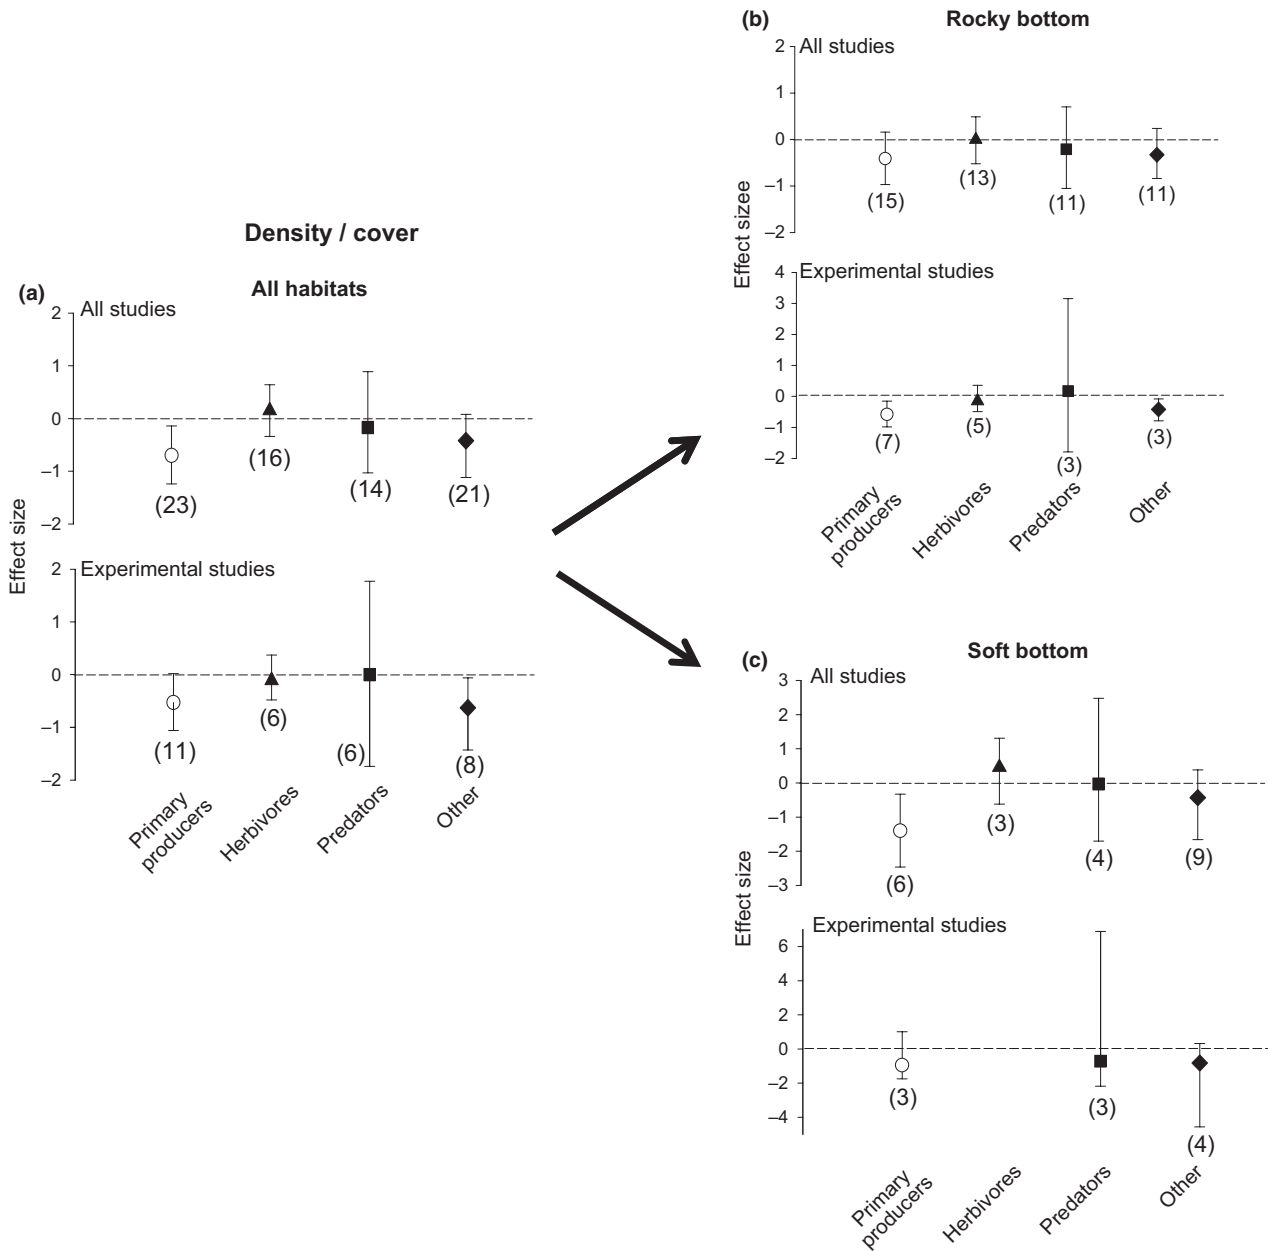 Density / cover
(a)
All habitats
All studies
Effect size
2
1
0
–1
–2
(23)
(16)
(14)
(21)
Experimental studies
2
1
0
–1
–2
(11)
(6)
(6)
(8)
Primary
producers
Herbivores
Predators
Other
(b)
Rocky bottom
All studies
Effect sizee
2
1
0
–1
–2
(15)
(13)
(11)
(11)
Experimental studies
4
3
2
1
0
–1
–2
(7)
(5)
(3)
(3)
Primary
producers
Herbivores
Predators
Other
(c)
Soft bottom
All studies
Effect size
3
2
1
0
–1
–2
–3
(6)
(3)
(4)
(9)
Experimental studies
6
4
2
0
–2
–4
(3)
(3)
(4)
Primary
producers
Herbivores
Predators
Other